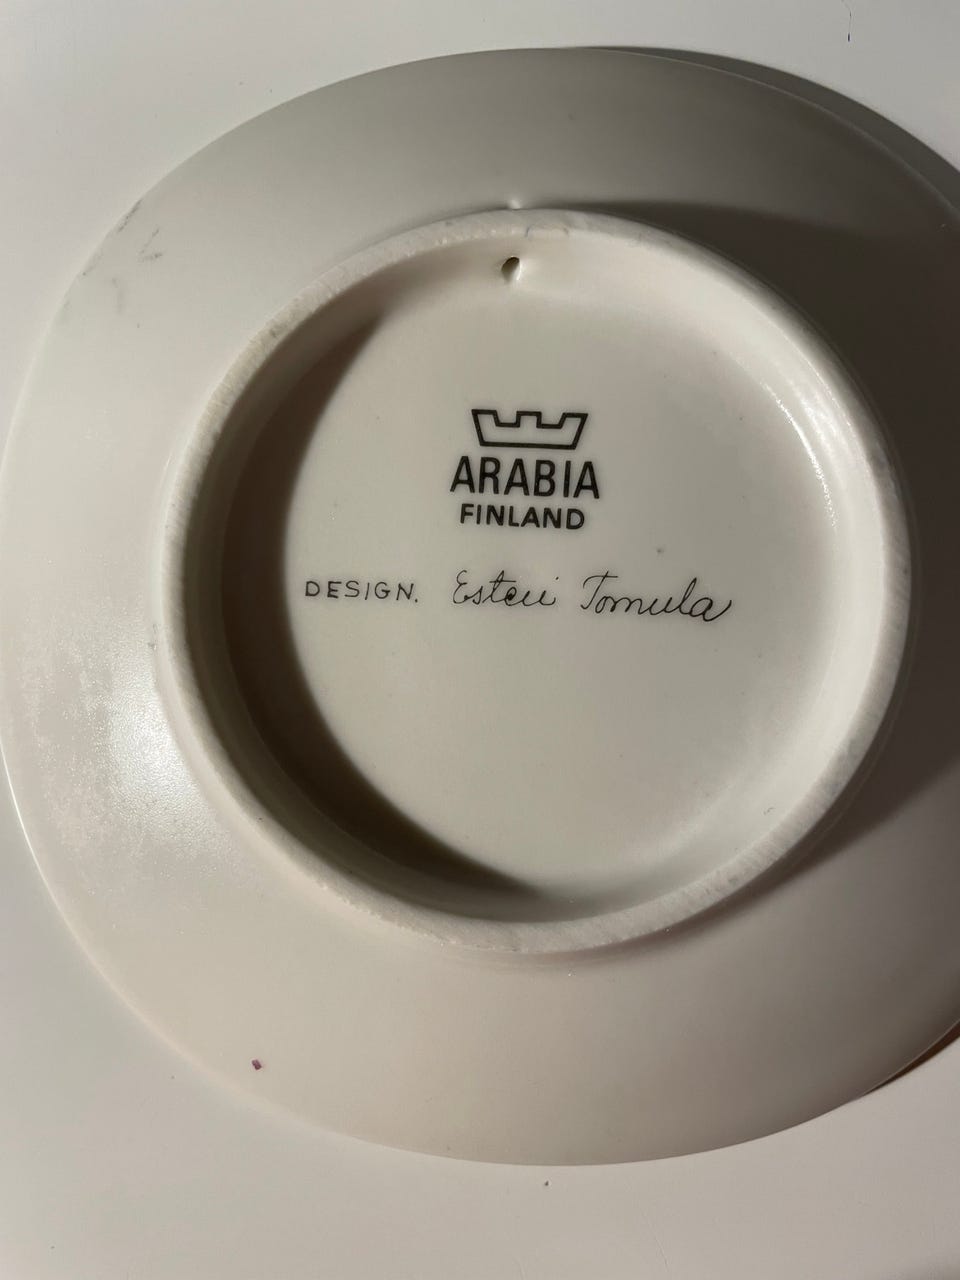 ARABIA
FINLAND
DESIGN. Esteri Tomula